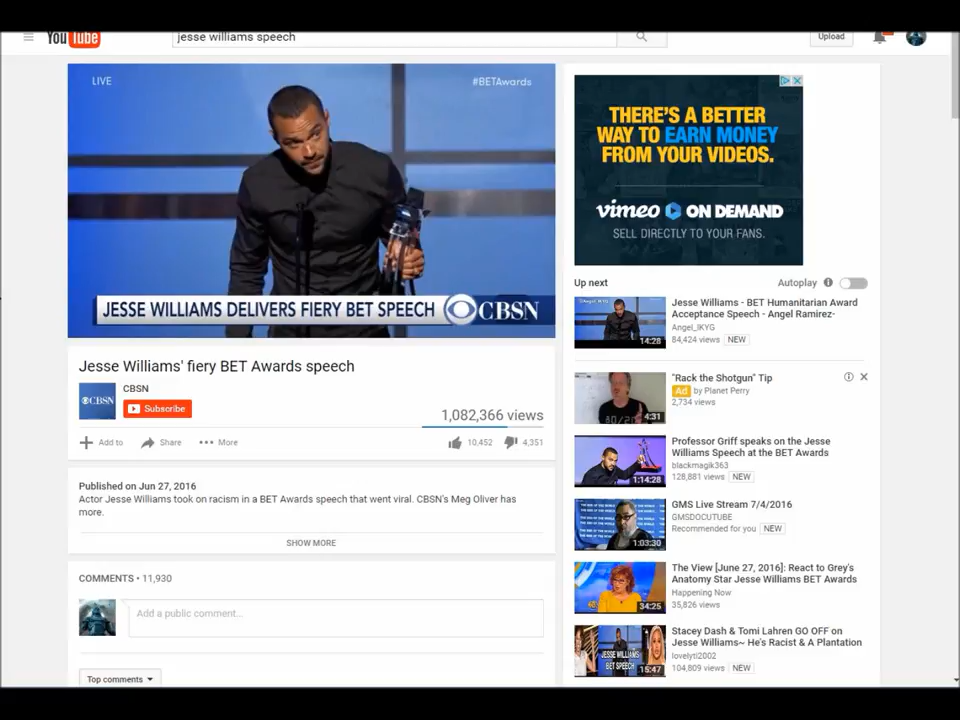 YouTube
jesse williams speech
Upload
LIVE
#BETAwards
JESSE WILLIAMS DELIVERS FIERY BET SPEECH
CBSN
Jesse Williams' fiery BET Awards speech
CBSN
CBSN
Subscribe
1,082,366 views
Add to
Share
More
10,452
4,351
Published on Jun 27, 2016
Actor Jesse Williams took on racism in a BET Awards speech that went viral. CBSN's Meg Oliver has
more.
SHOW MORE
COMMENTS • 11,930
Add a public comment...
Top comments
THERE'S A BETTER
WAY TO EARN MONEY
FROM YOUR VIDEOS.
vimeo ON DEMAND
SELL DIRECTLY TO YOUR FANS.
Up next
Autoplay
14:28
Jesse Williams - BET Humanitarian Award
Acceptance Speech - Angel Ramirez-
Angel_IKYG
84,424 views NEW
4:31
"Rack the Shotgun" Tip
Ad by Planet Perry
2,734 views
1:14:28
Professor Griff speaks on the Jesse
Williams Speech at the BET Awards
blackmagik363
128,881 views NEW
1:03:30
GMS Live Stream 7/4/2016
GMSDOCUTUBE
Recommended for you NEW
34:25
The View [June 27, 2016]: React to Grey's
Anatomy Star Jesse Williams BET Awards
Happening Now
35,826 views
JESSE WILLIAMS
BET SPEECH
15:47
Stacey Dash & Tomi Lahren GO OFF on
Jesse Williams~ He's Racist & A Plantation
lovelyti2002
104,809 views NEW